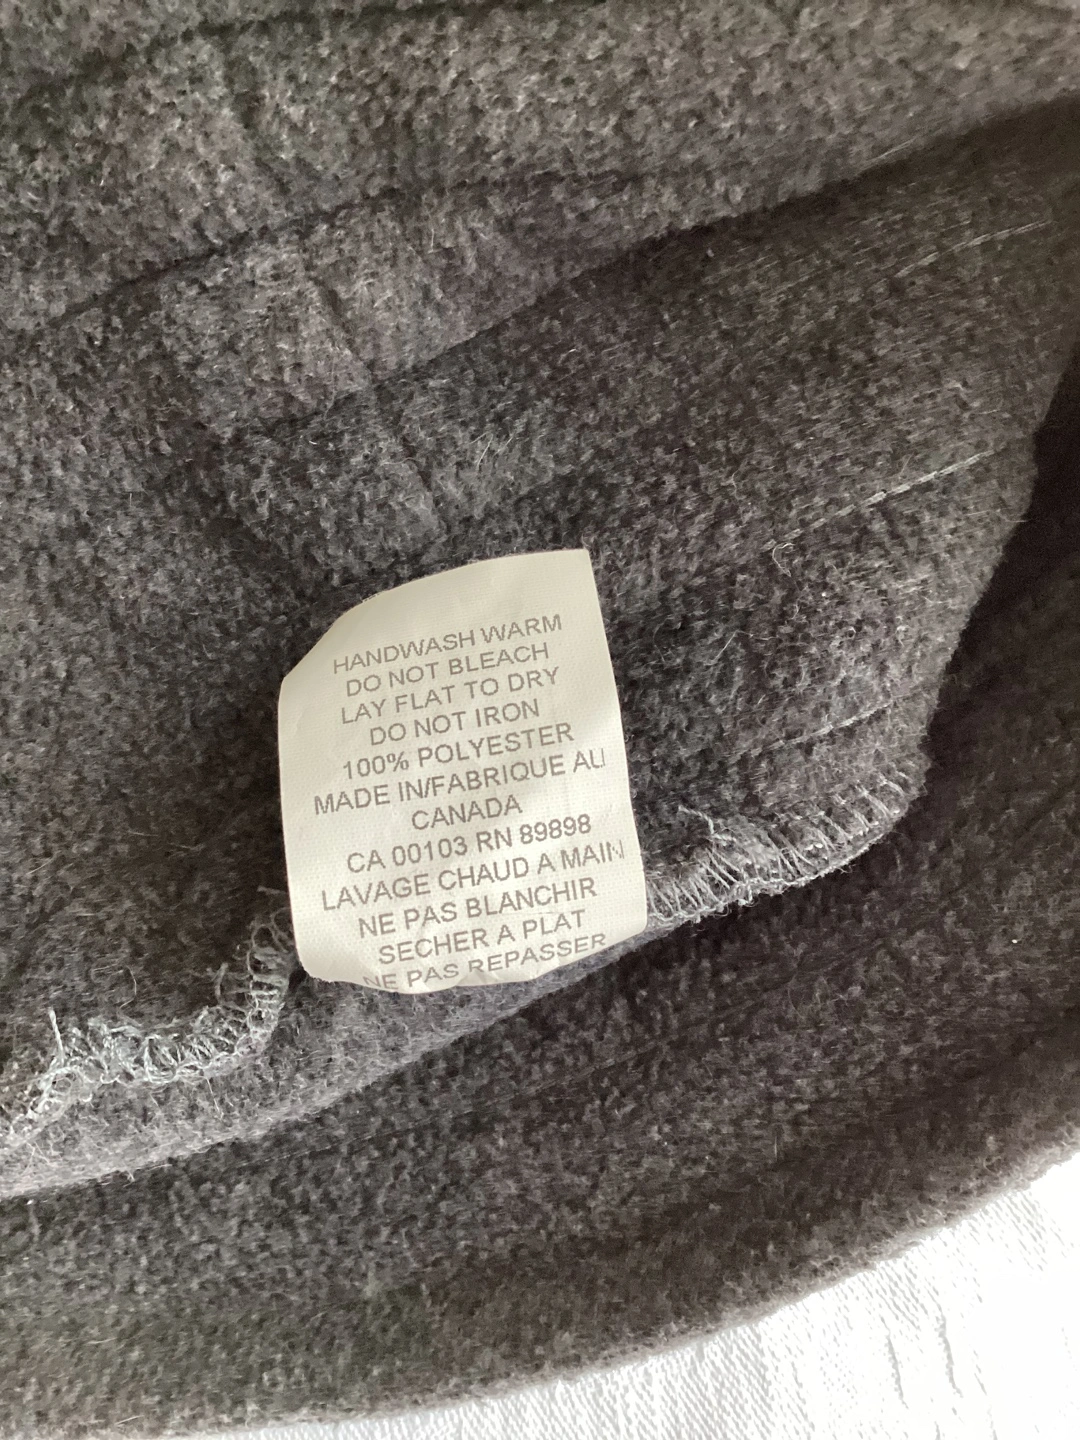 HANDWASH WARM
DO NOT BLEACH
LAY FLAT TO DRY
DO NOT IRON
100% POLYESTER
MADE IN/FABRIQUE AU
CANADA
CA 00103 RN 89898
LAVAGE CHAUD A MAIN
NE PAS BLANCHIR
SECHER A PLAT
NE PAS REPASSER